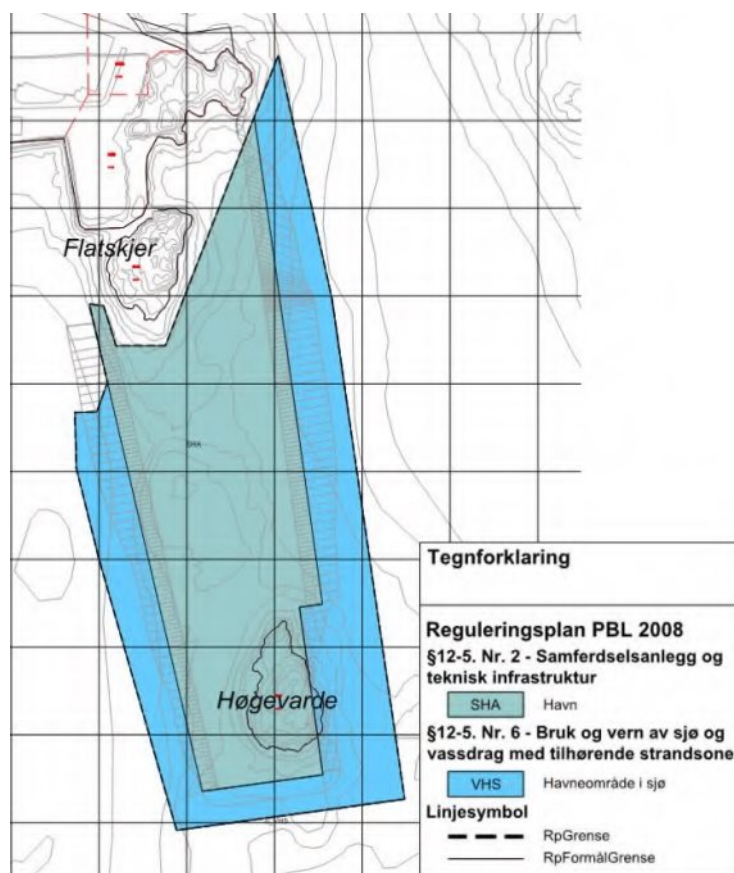 Flatskjer
SHA
Høgevarde
Tegnforklaring
Reguleringsplan PBL 2008
§12-5. Nr. 2 - Samferdselsanlegg og
teknisk infrastruktur
SHA Havn
§12-5. Nr. 6 - Bruk og vern av sjø og
vassdrag med tilhørende strandsone
VHS Havneområde i sjø
Linjesymbol
RpGrense
RpFormålGrense